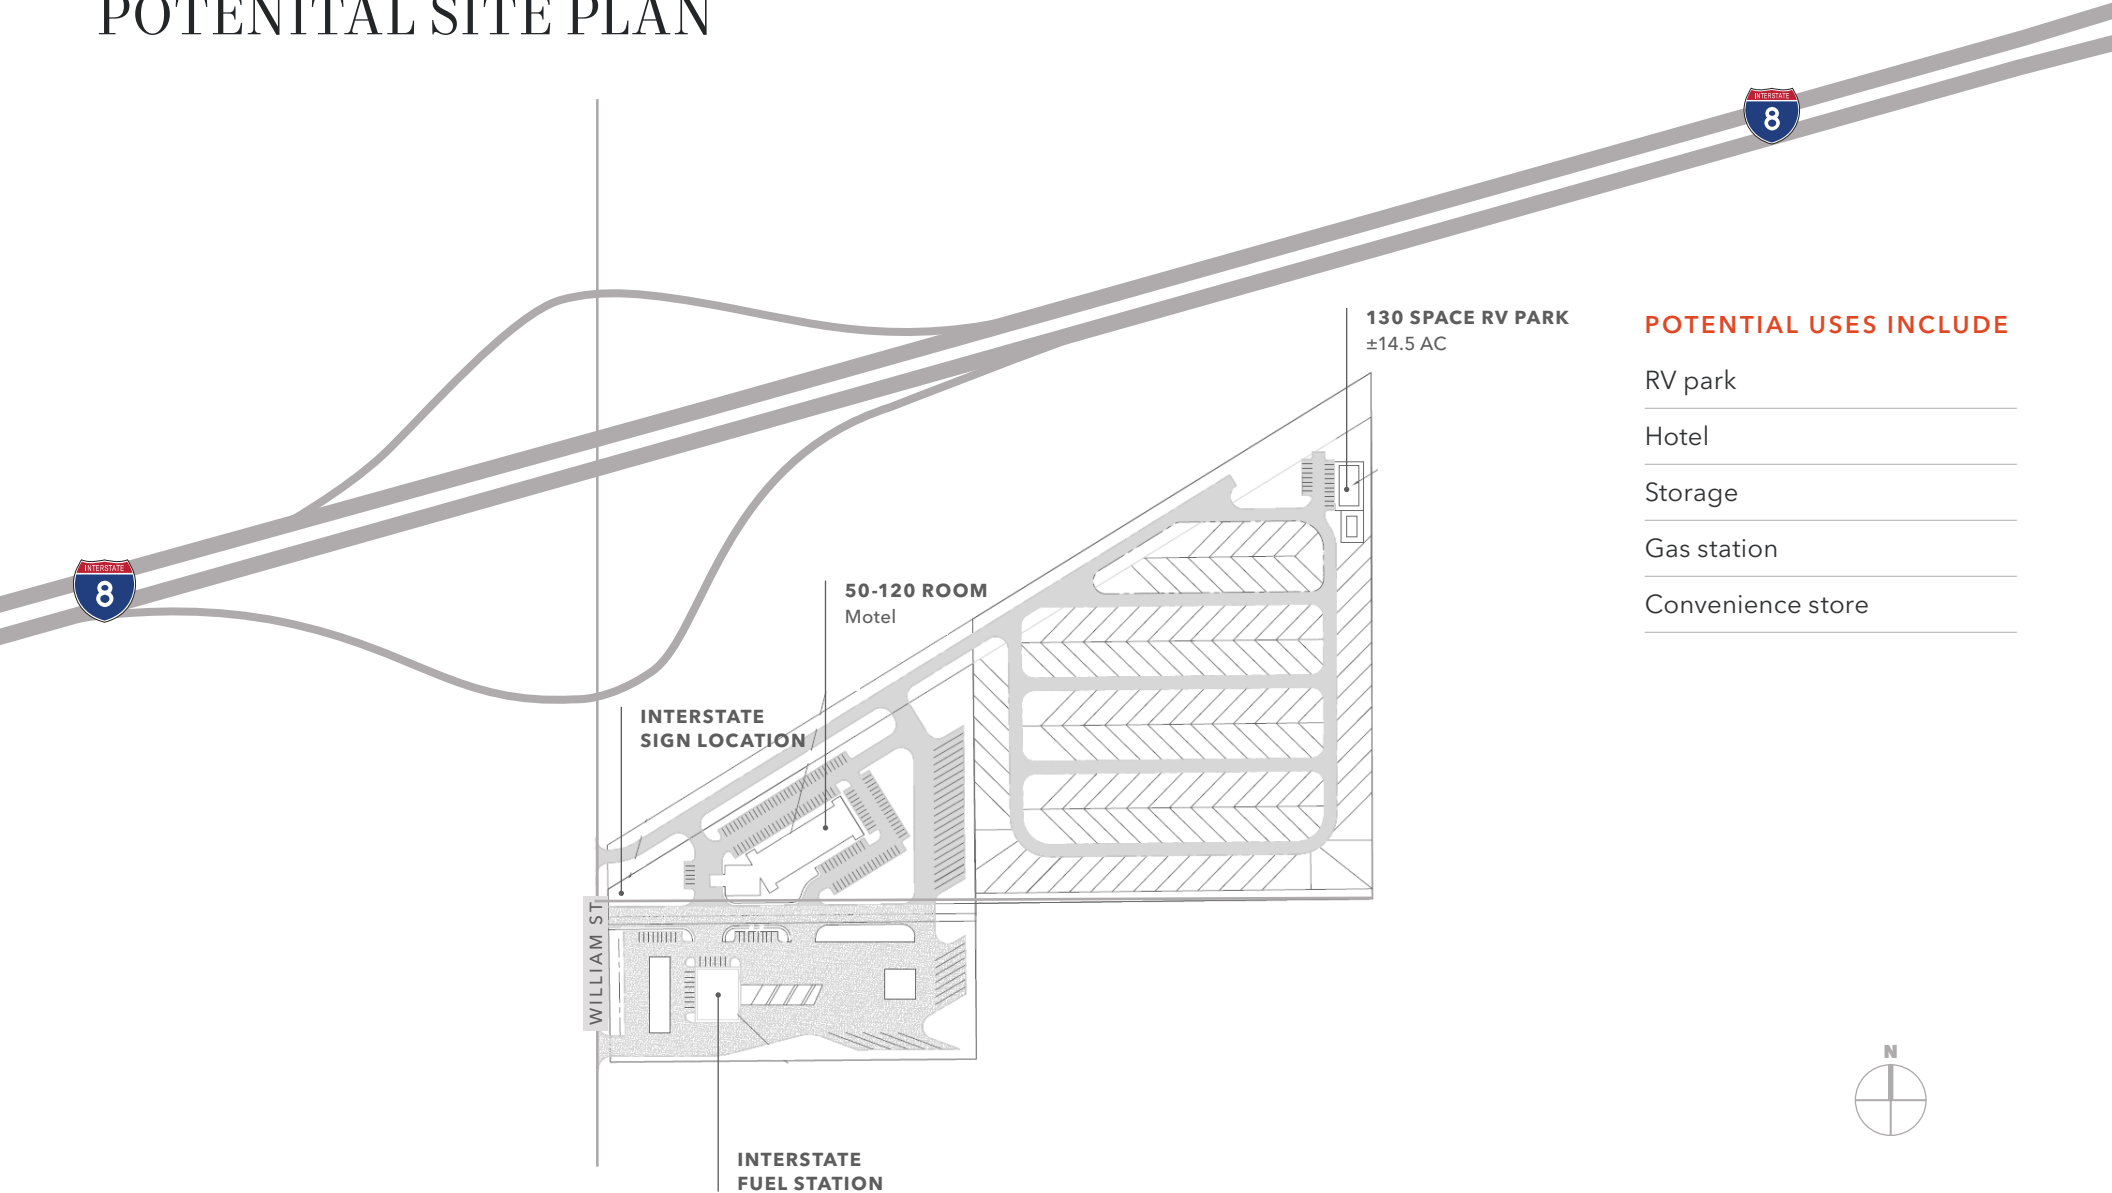 POTENITAL SITE PLAN
INTERSTATE
8
130 SPACE RV PARK
±14.5 AC
POTENTIAL USES INCLUDE
RV park
Hotel
Storage
Gas station
Convenience store
INTERSTATE
8
50-120 ROOM
Motel
INTERSTATE
SIGN LOCATION
WILLIAM ST
N
INTERSTATE
FUEL STATION